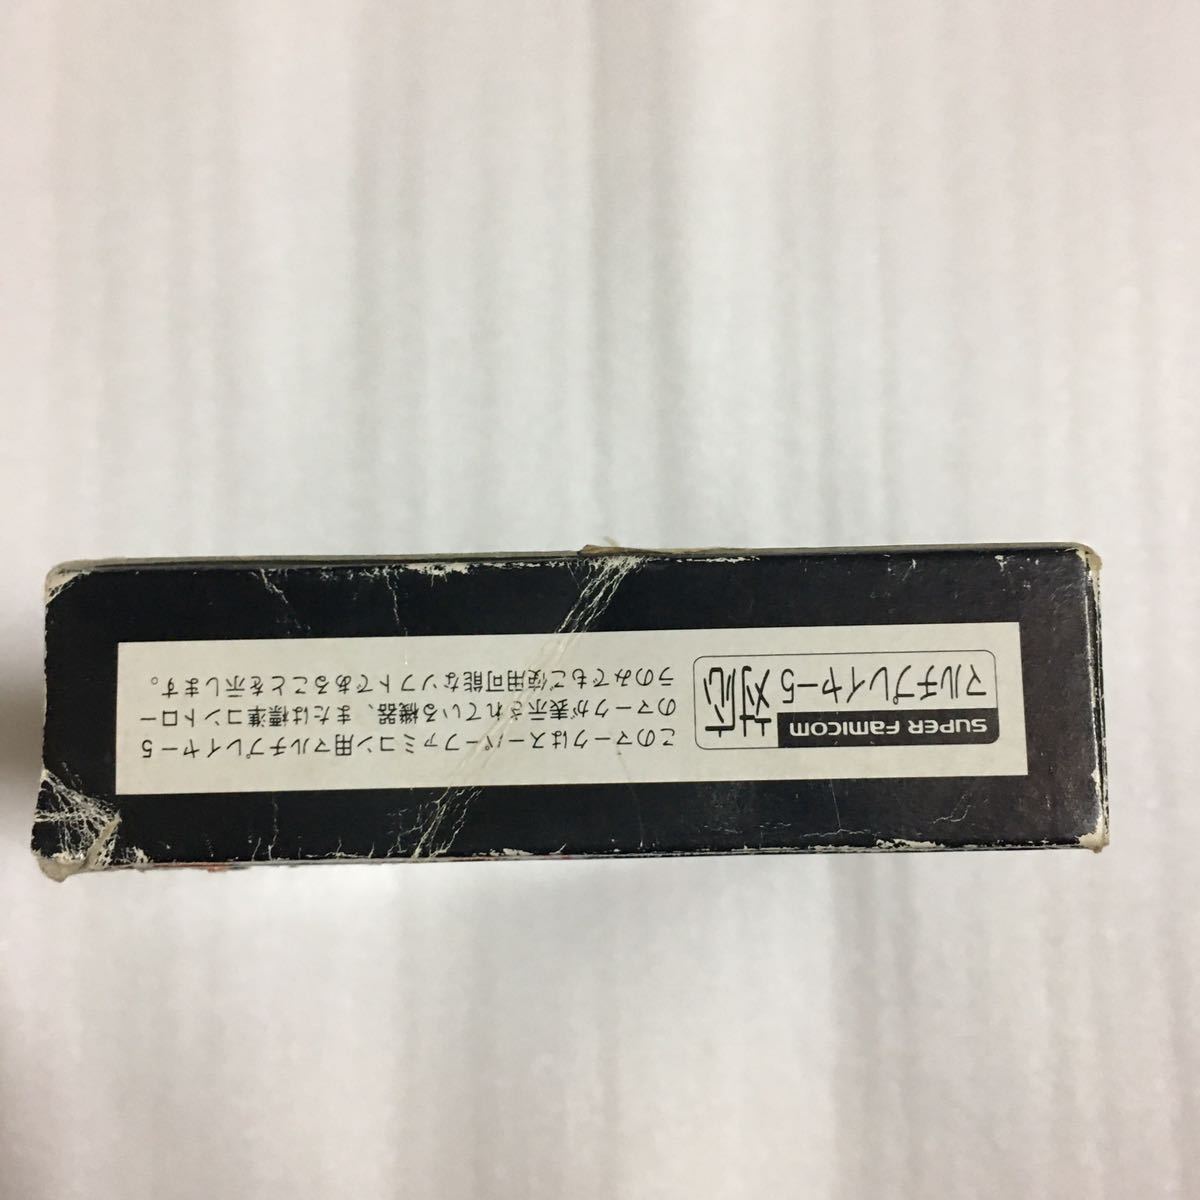 SUPER FAMICOM
マルチプレイヤー5
対応
このマークはスーパーファミコン用マルチプレイヤー5
のマークが表示されている機器、または標準コントロー
ラのみでもご使用可能なソフトであることを示します。